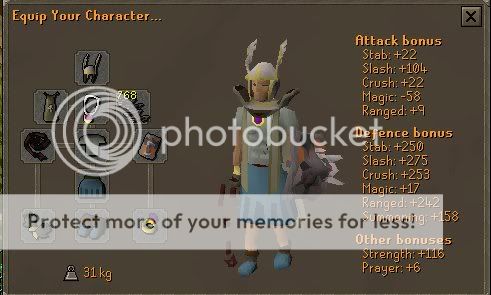 Equip Your Character...
768
Attack bonus
Stab: +22
Slash: +104
Crush: +22
Magic: -58
Ranged: +9
Defence bonus
Stab: +250
Slash: +275
Crush: +253
Magic: +17
Ranged: +242
Summoning: +158
Other bonuses
Strength: +116
Prayer: +6
31 kg
photobucket
Protect more of your memories for less!